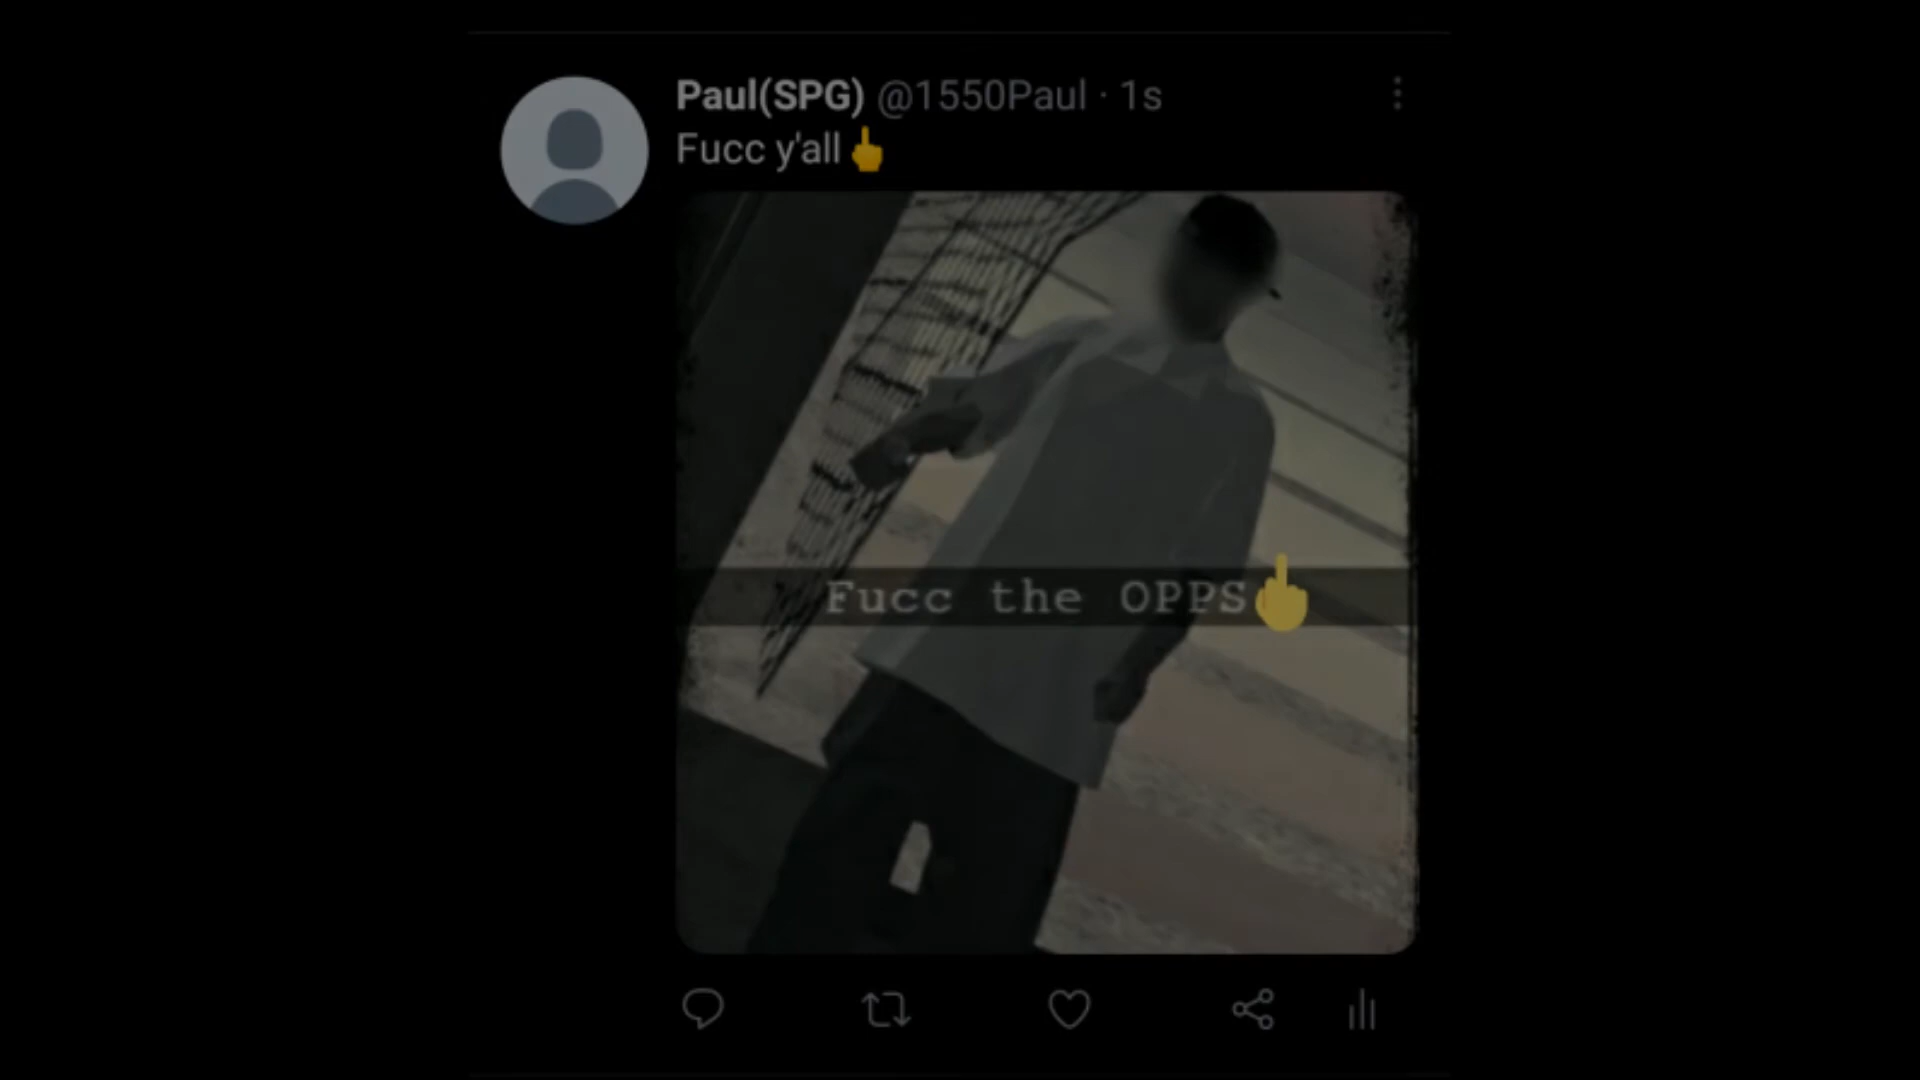 Paul(SPG) @1550Paul · 1s
Fucc y'all🖕
Fucc the OPPS🖕